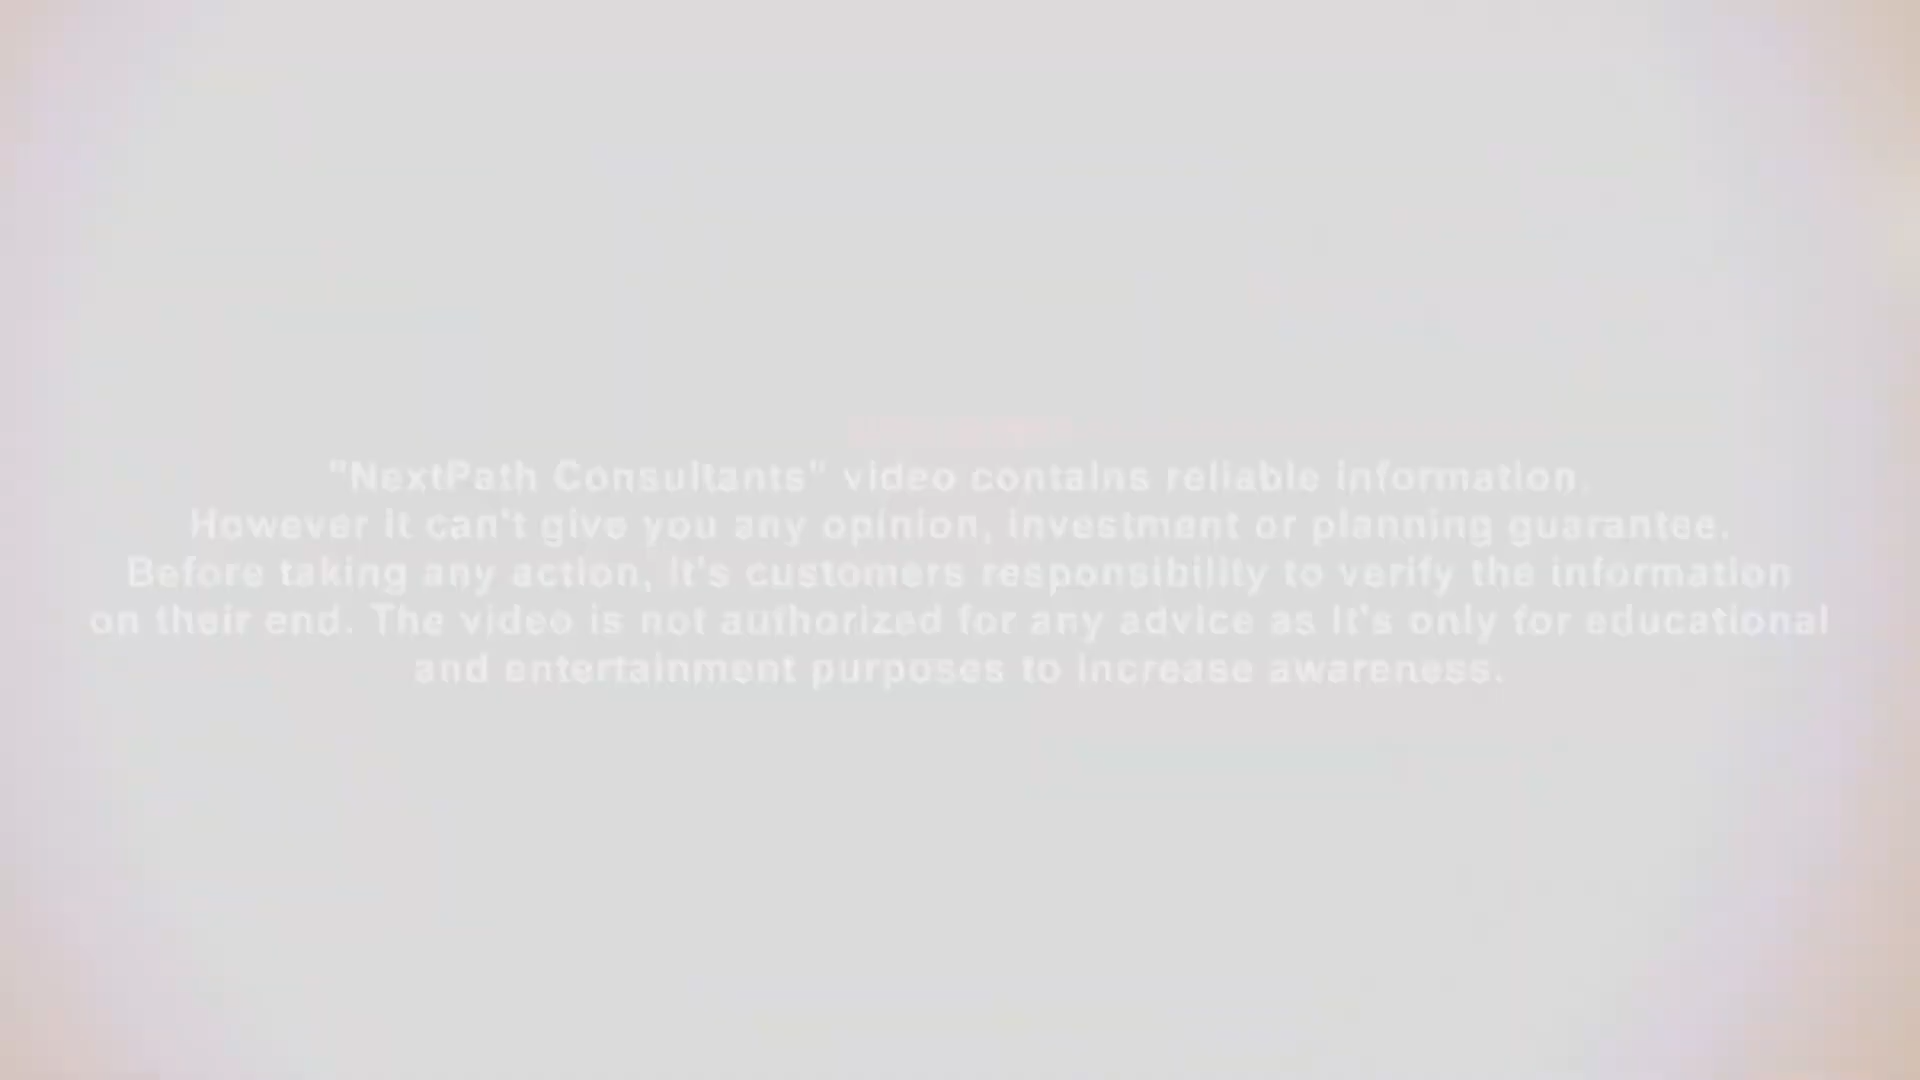 "NextPath Consultants" video contains reliable information.
However it can't give you any opinion, investment or planning guarantee.
Before taking any action, it's customers responsibility to verify the information
on their end. The video is not authorized for any advice as it's only for educational
and entertainment purposes to increase awareness.